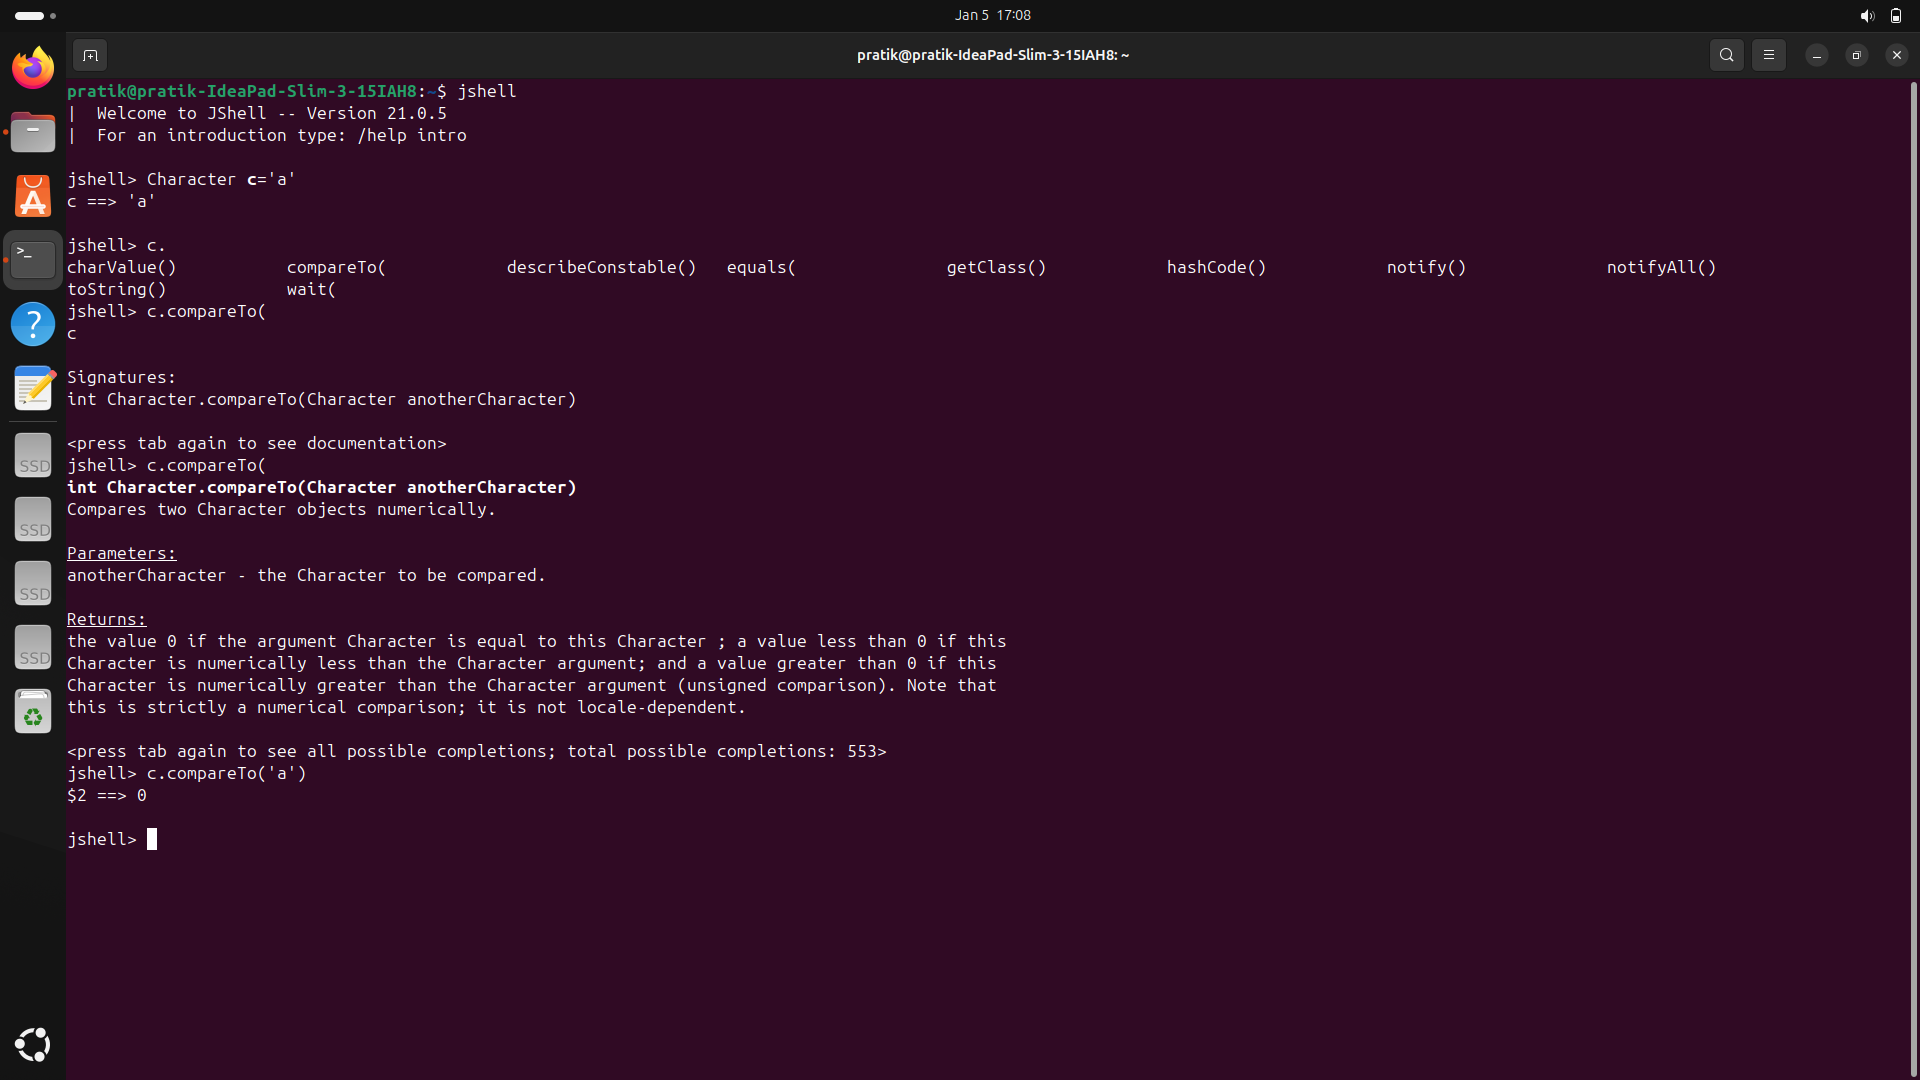 Jan 5 17:08
pratik@pratik-IdeaPad-Slim-3-15IAH8: ~
pratik@pratik-IdeaPad-Slim-3-15IAH8:~$ jshell
| Welcome to JShell -- Version 21.0.5
| For an introduction type: /help intro
jshell> Character c='a'
c ==> 'a'
jshell> c.
charValue() compareTo( describeConstable() equals( getClass() hashCode() notify() notifyAll()
toString() wait(
jshell> c.compareTo(
c
Signatures:
int Character.compareTo(Character anotherCharacter)
<press tab again to see documentation>
jshell> c.compareTo(
int Character.compareTo(Character anotherCharacter)
Compares two Character objects numerically.
Parameters:
anotherCharacter - the Character to be compared.
Returns:
the value 0 if the argument Character is equal to this Character ; a value less than 0 if this
Character is numerically less than the Character argument; and a value greater than 0 if this
Character is numerically greater than the Character argument (unsigned comparison). Note that
this is strictly a numerical comparison; it is not locale-dependent.
<press tab again to see all possible completions; total possible completions: 553>
jshell> c.compareTo('a')
$2 ==> 0
jshell>
SSD
SSD
SSD
SSD